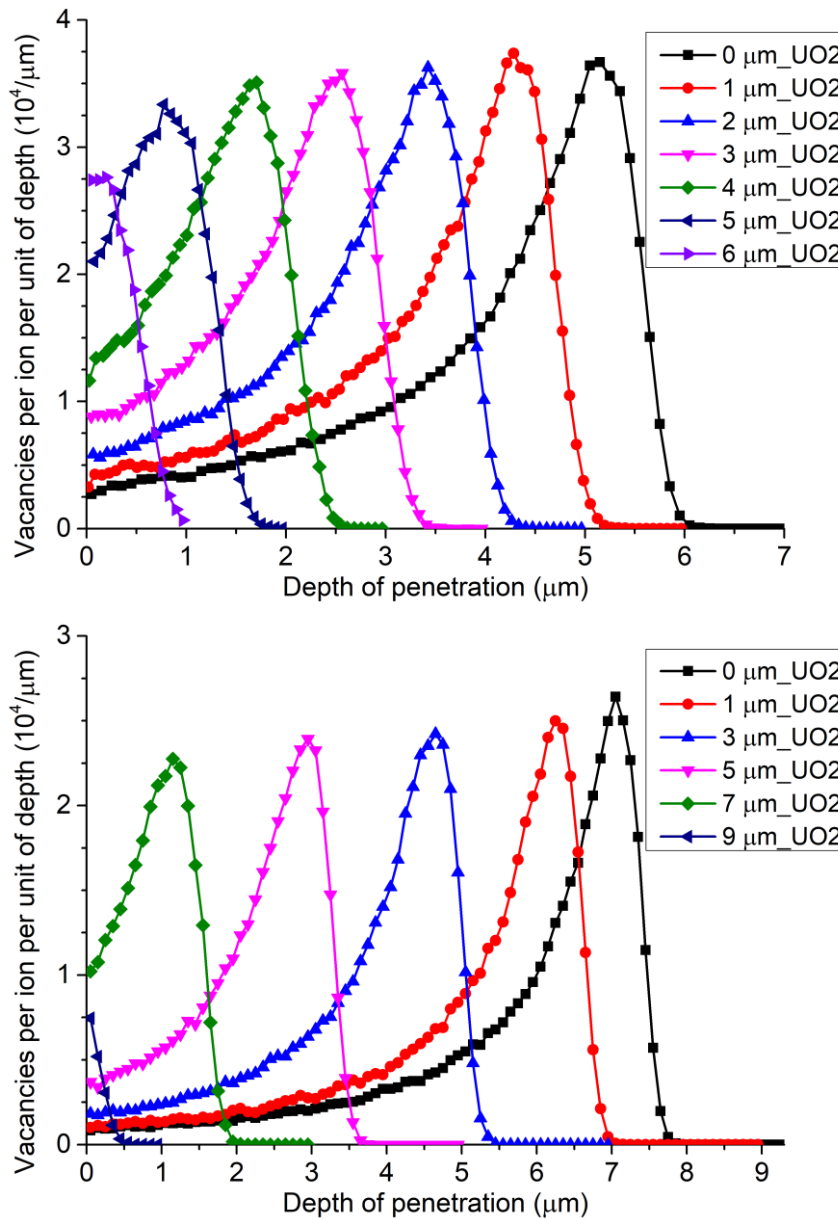 4
3
2
1
0
Vacancies per ion per unit of depth (10⁴/μm)
0 μm_UO2
1 μm_UO2
2 μm_UO2
3 μm_UO2
4 μm_UO2
5 μm_UO2
6 μm_UO2
0 1 2 3 4 5 6 7
Depth of penetration (μm)
3
2
1
0
Vacancies per ion per unit of depth (10⁴/μm)
0 μm_UO2
1 μm_UO2
3 μm_UO2
5 μm_UO2
7 μm_UO2
9 μm_UO2
0 1 2 3 4 5 6 7 8 9
Depth of penetration (μm)